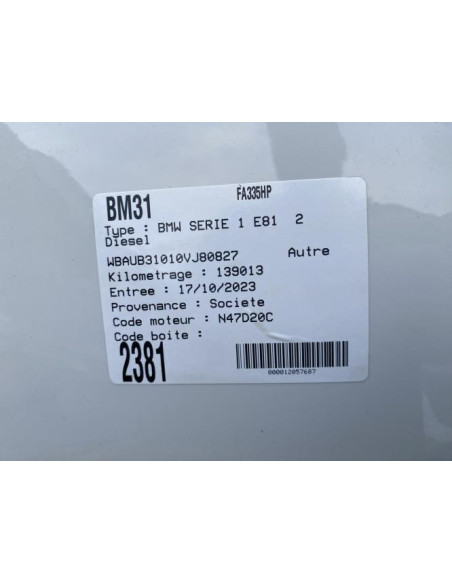 FA335HP
BM31
Type : BMW SERIE 1 E81 2
Diesel
WBAUB31010VJ80827 Autre
Kilometrage : 139013
Entree : 17/10/2023
Provenance : Societe
Code moteur : N47D20C
Code boite :
2381
000012057687